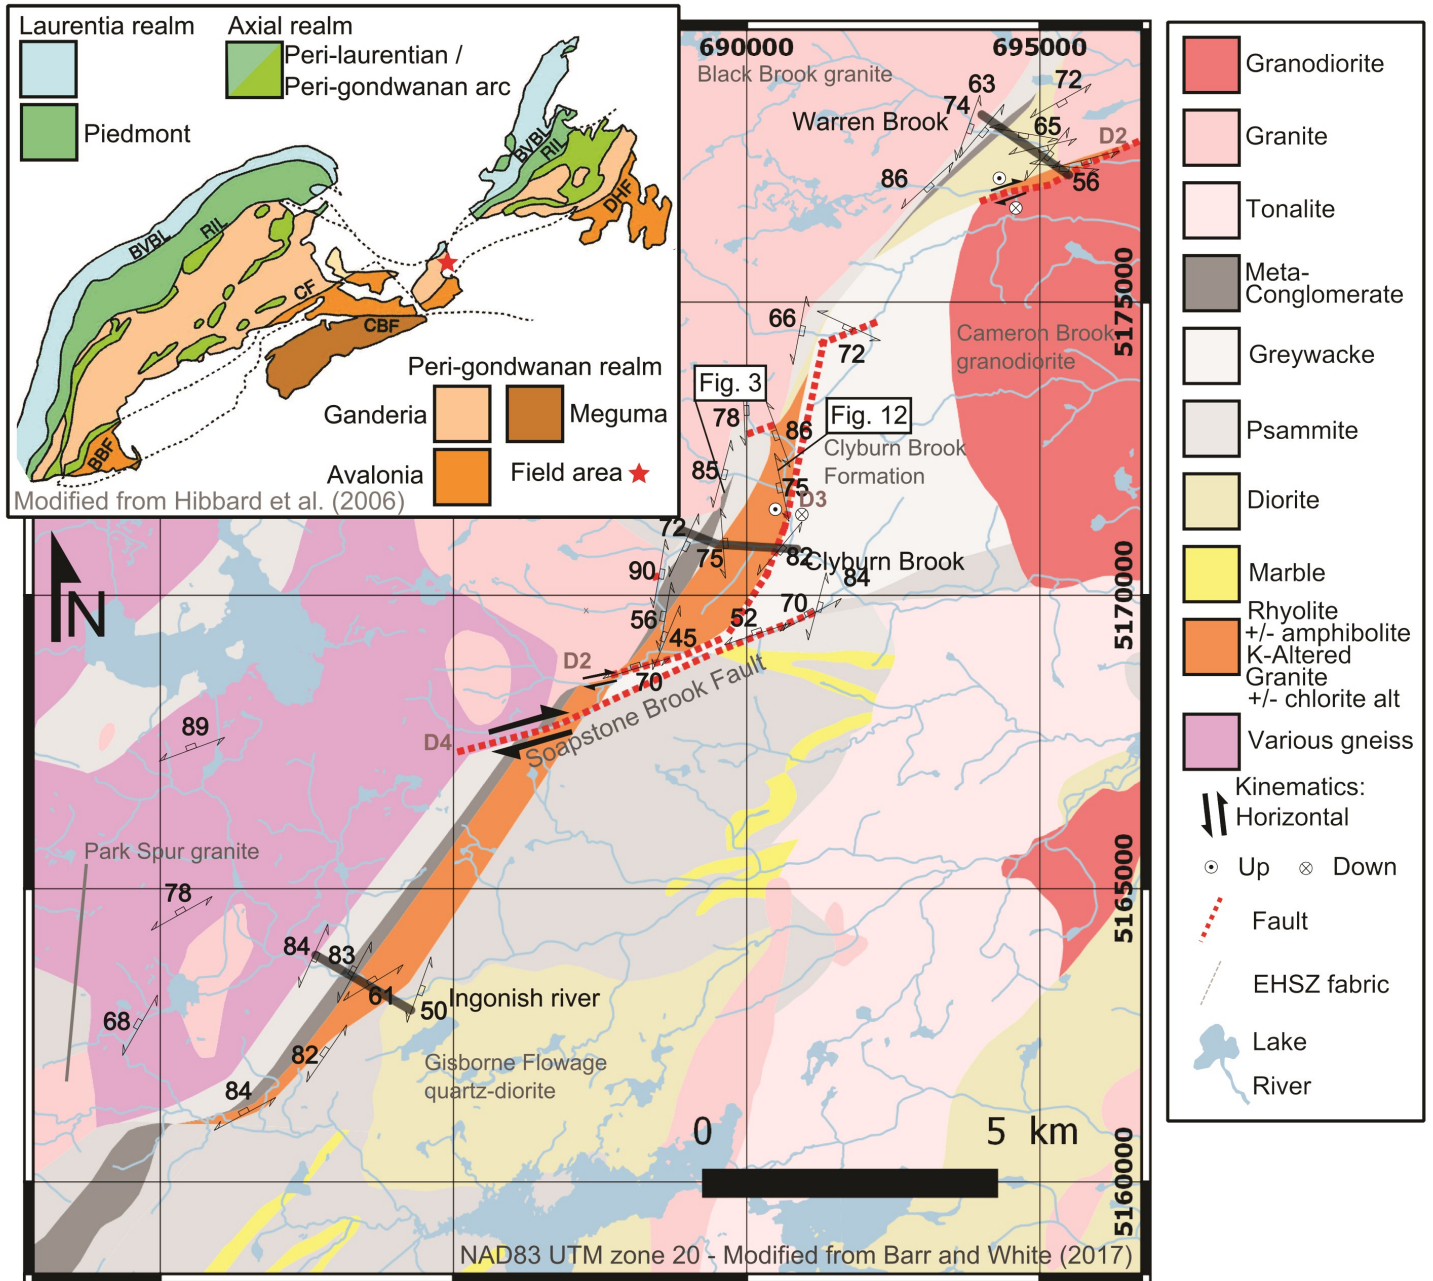 Laurentia realm
Axial realm
Peri-laurentian /
Peri-gondwanan arc
Piedmont
BVBL
RIL
DHF
BVBL
RIL
CF
CBF
BBF
Peri-gondwanan realm
Ganderia
Meguma
Avalonia
Field area
Modified from Hibbard et al. (2006)
690000
695000
Black Brook granite
63
72
74
Warren Brook
65
D2
86
56
5175000
66
72
Cameron Brook
granodiorite
Fig. 3
Fig. 12
78
86
Clyburn Brook
Formation
85
75
D3
72
75
82
Clyburn Brook
90
84
5170000
56
52
70
45
D2
70
Soapstone Brook Fault
D4
N
89
Park Spur granite
5165000
78
84
83
61
50
Ingonish river
68
82
84
Gisborne Flowage
quartz-diorite
0
5 km
5160000
NAD83 UTM zone 20 - Modified from Barr and White (2017)
Granodiorite
Granite
Tonalite
Meta-
Conglomerate
Greywacke
Psammite
Diorite
Marble
Rhyolite
+/- amphibolite
K-Altered
Granite
+/- chlorite alt
Various gneiss
Kinematics:
Horizontal
Up
Down
Fault
EHSZ fabric
Lake
River